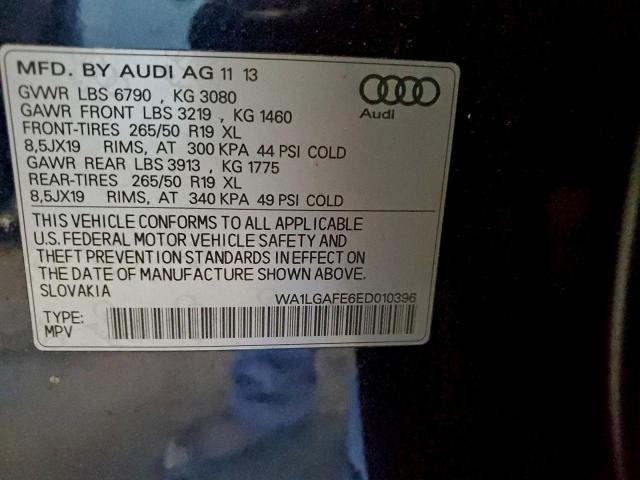 MFD. BY AUDI AG 11 13
GVWR LBS 6790 , KG 3080
GAWR FRONT LBS 3219 , KG 1460
FRONT-TIRES 265/50 R19 XL
8,5JX19 RIMS, AT 300 KPA 44 PSI COLD
GAWR REAR LBS 3913 , KG 1775
REAR-TIRES 265/50 R19 XL
8,5JX19 RIMS, AT 340 KPA 49 PSI COLD
Audi
THIS VEHICLE CONFORMS TO ALL APPLICABLE
U.S. FEDERAL MOTOR VEHICLE SAFETY AND
THEFT PREVENTION STANDARDS IN EFFECT ON
THE DATE OF MANUFACTURE SHOWN ABOVE.
SLOVAKIA
WA1LGAFE6ED010396
TYPE:
MPV